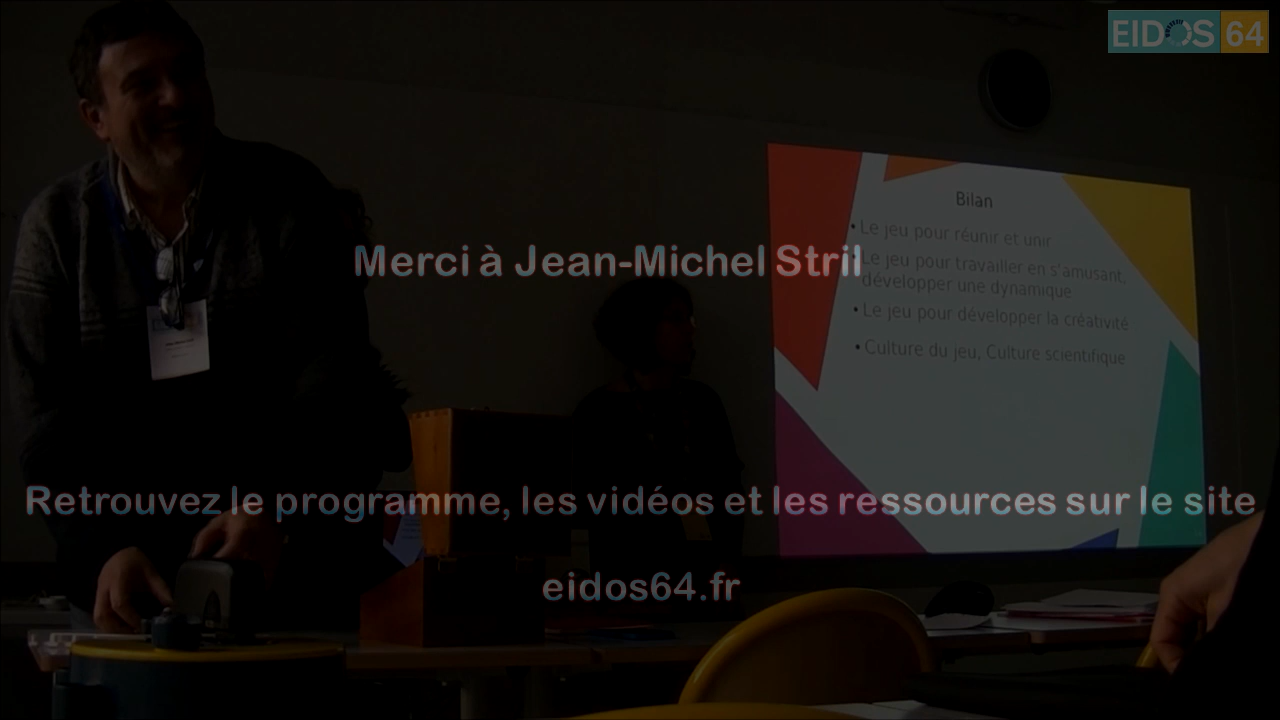 EIDOS 64
Bilan
• Le jeu pour réunir et unir
Merci à Jean-Michel Stril
• Le jeu pour travailler en s'amusant,
développer une dynamique
• Le jeu pour développer la créativité
• Culture du jeu, Culture scientifique
Retrouvez le programme, les vidéos et les ressources sur le site
eidos64.fr